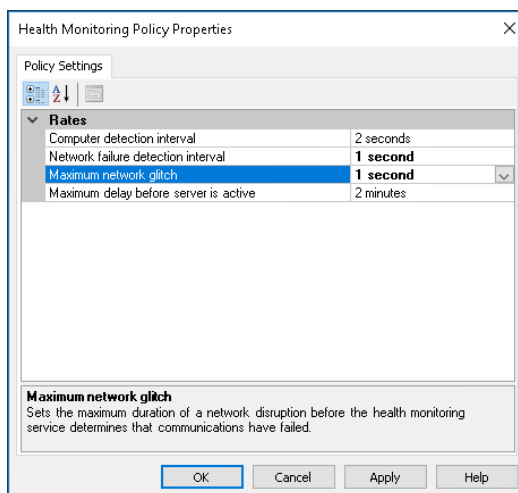 Health Monitoring Policy Properties
Policy Settings
Rates
Computer detection interval 2 seconds
Network failure detection interval 1 second
Maximum network glitch 1 second
Maximum delay before server is active 2 minutes
Maximum network glitch
Sets the maximum duration of a network disruption before the health monitoring
service determines that communications have failed.
OK Cancel Apply Help